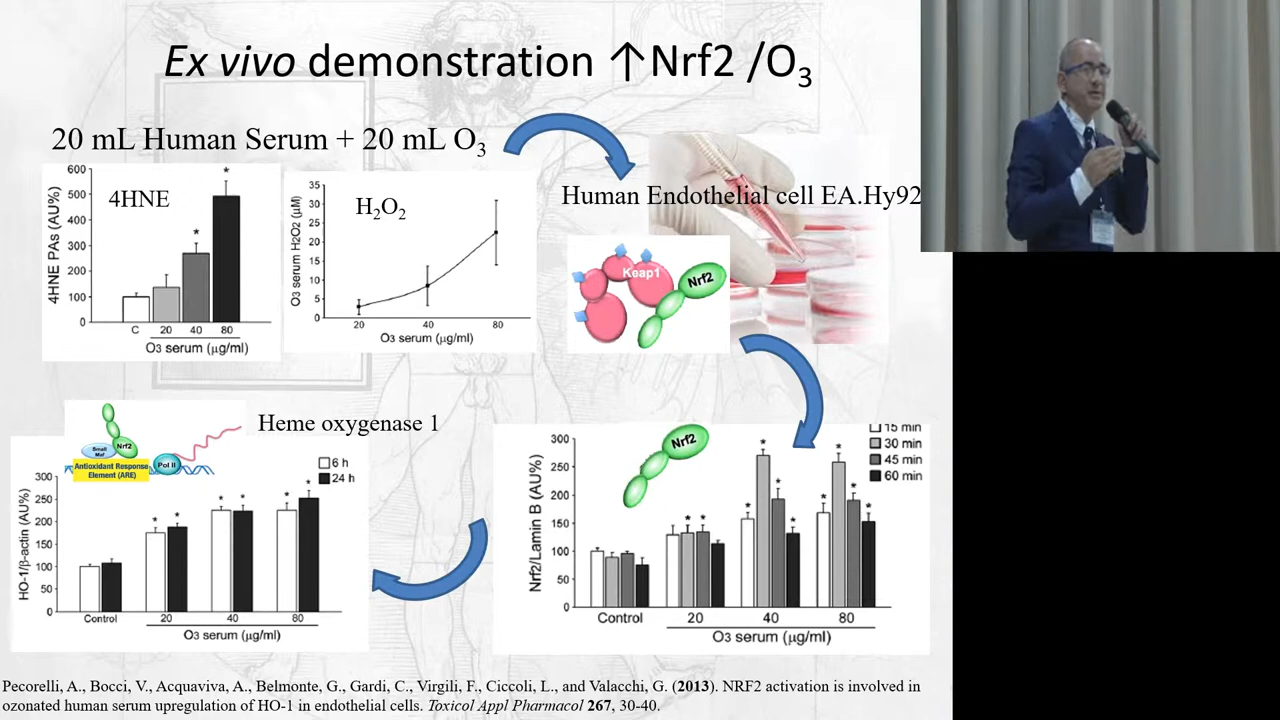 Ex vivo demonstration ↑Nrf2 /O3
20 mL Human Serum + 20 mL O3
4HNE
4HNE PAs (AU%)
600
500
400
300
200
100
0
C 20 40 80
O3 serum (µg/ml)
*
*
H2O2
O3 serum H2O2 (µM)
35
30
25
20
15
10
5
0
20 40 80
O3 serum (µg/ml)
Human Endothelial cell EA.Hy92
Keap1
Nrf2
Heme oxygenase 1
Small
Maf
Nrf2
Antioxidant Response
Element (ARE)
Pol II
HO-1/β-actin (AU%)
300
250
200
150
100
50
0
6 h
24 h
* * * * * *
Control 20 40 80
O3 serum (µg/ml)
Nrf2
Nrf2/Lamin B (AU%)
300
250
200
150
100
50
0
15 min
30 min
45 min
60 min
* * * * * * * * * *
Control 20 40 80
O3 serum (µg/ml)
Pecorelli, A., Bocci, V., Acquaviva, A., Belmonte, G., Gardi, C., Virgili, F., Ciccoli, L., and Valacchi, G. (2013). NRF2 activation is involved in
ozonated human serum upregulation of HO-1 in endothelial cells. Toxicol Appl Pharmacol 267, 30-40.